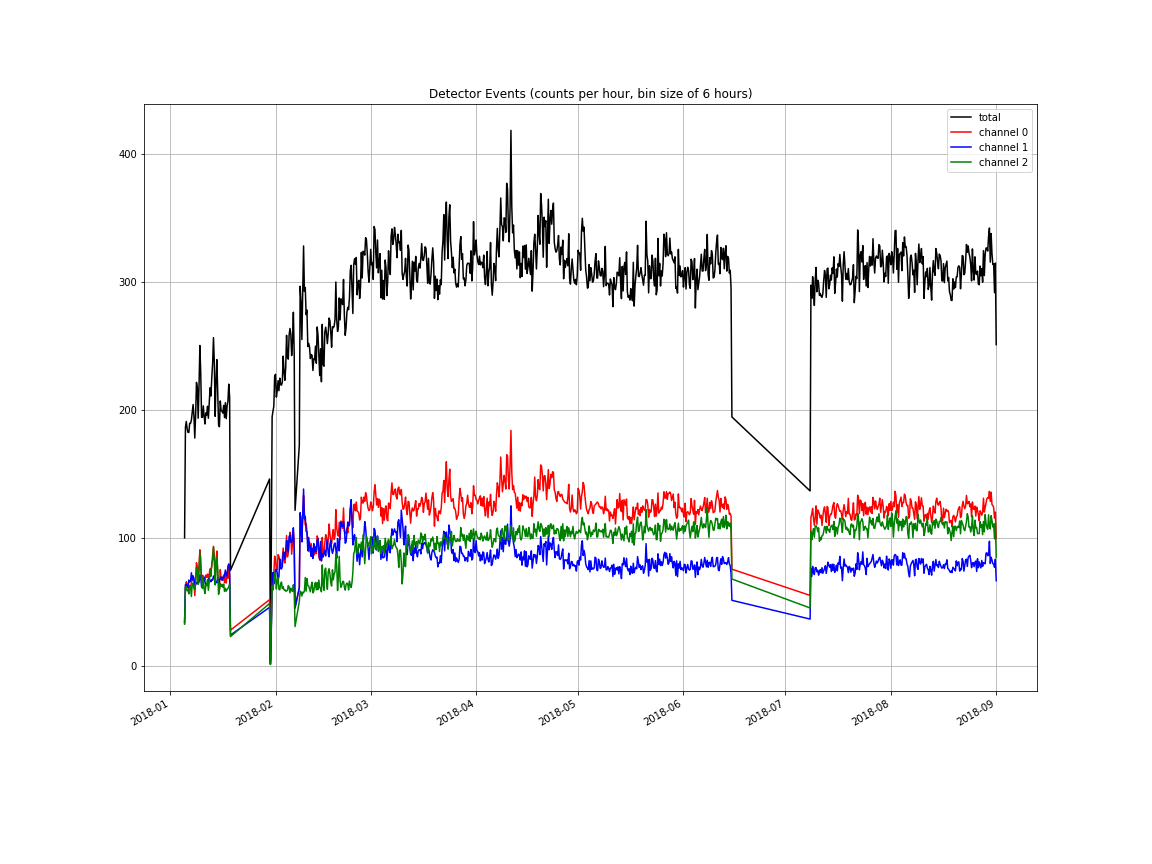 Detector Events (counts per hour, bin size of 6 hours)
total
channel 0
channel 1
channel 2
400
300
200
100
0
2018-01
2018-02
2018-03
2018-04
2018-05
2018-06
2018-07
2018-08
2018-09